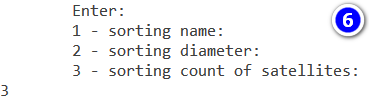 Enter:
1 - sorting name:
2 - sorting diameter:
3 - sorting count of satellites:
3
6